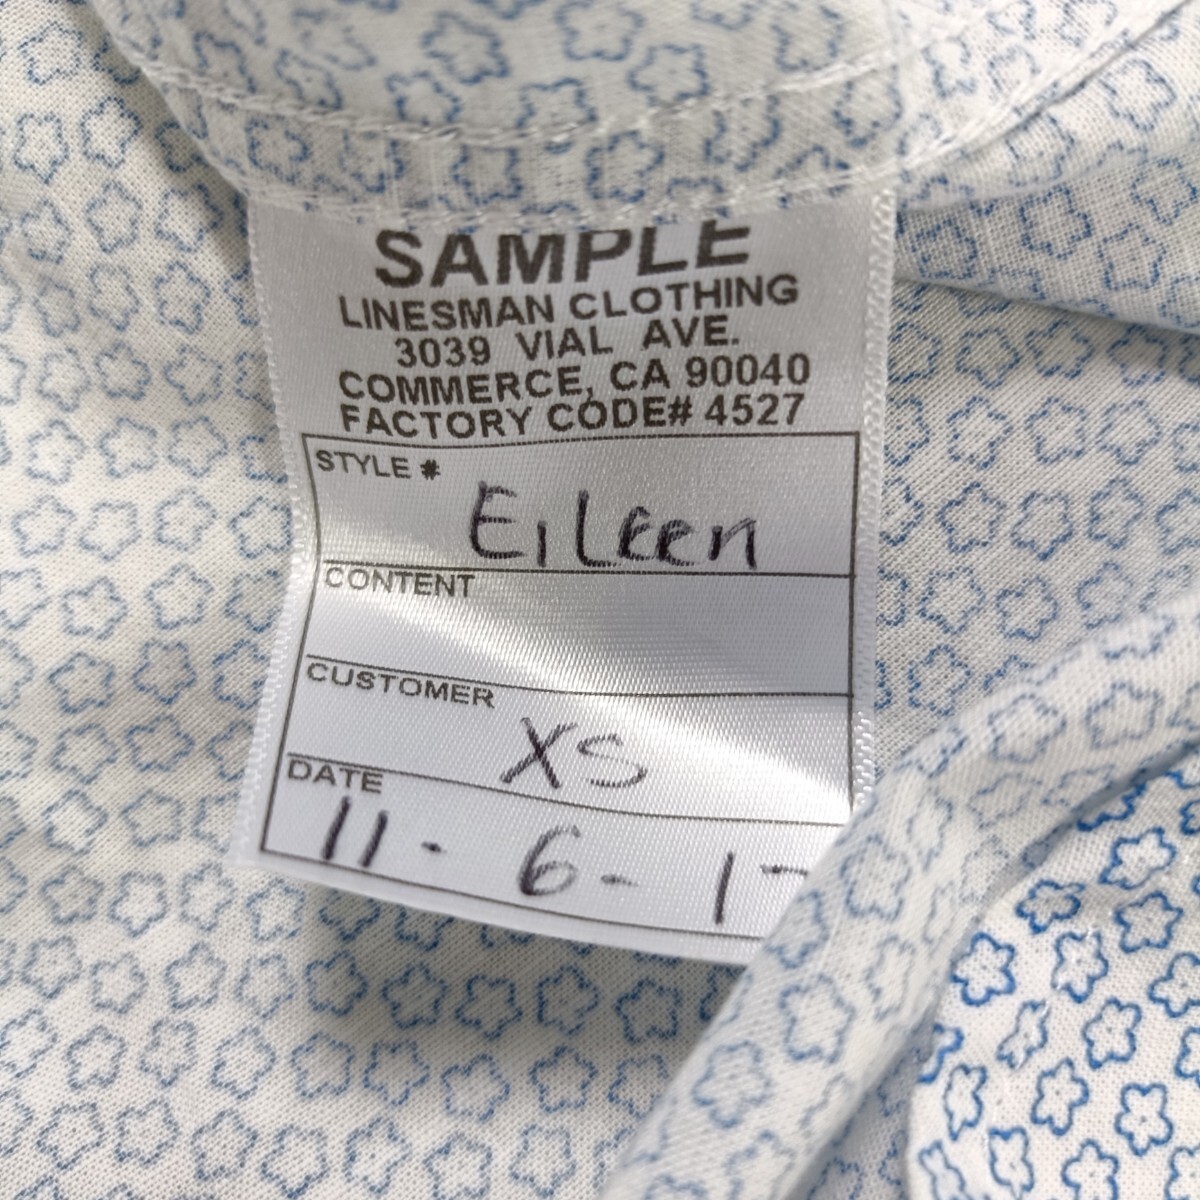 SAMPLE
LINESMAN CLOTHING
3039 VIAL AVE.
COMMERCE, CA 90040
FACTORY CODE# 4527
STYLE #
Eileen
CONTENT
CUSTOMER
XS
DATE
11 - 6 - 1